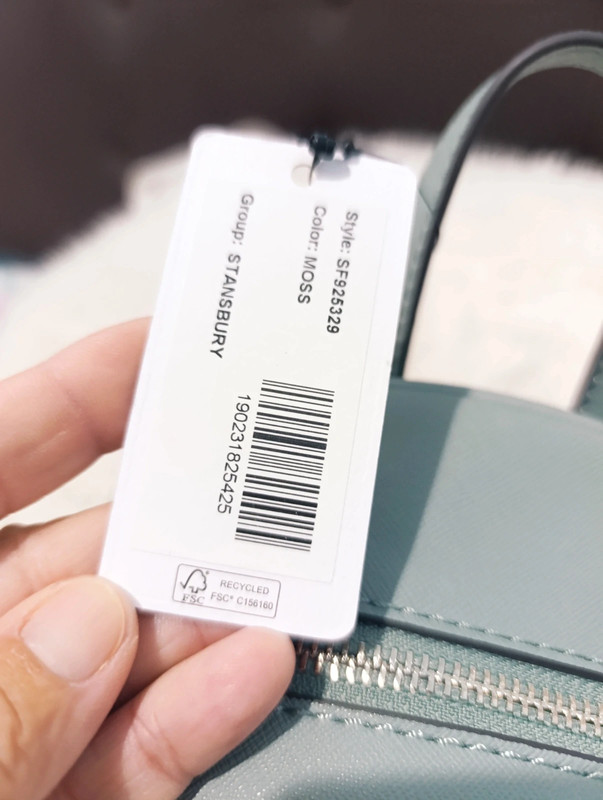 Style: SF925329
Color: MOSS
Group: STANSBURY
190231825425
FSC
RECYCLED
FSC® C156160